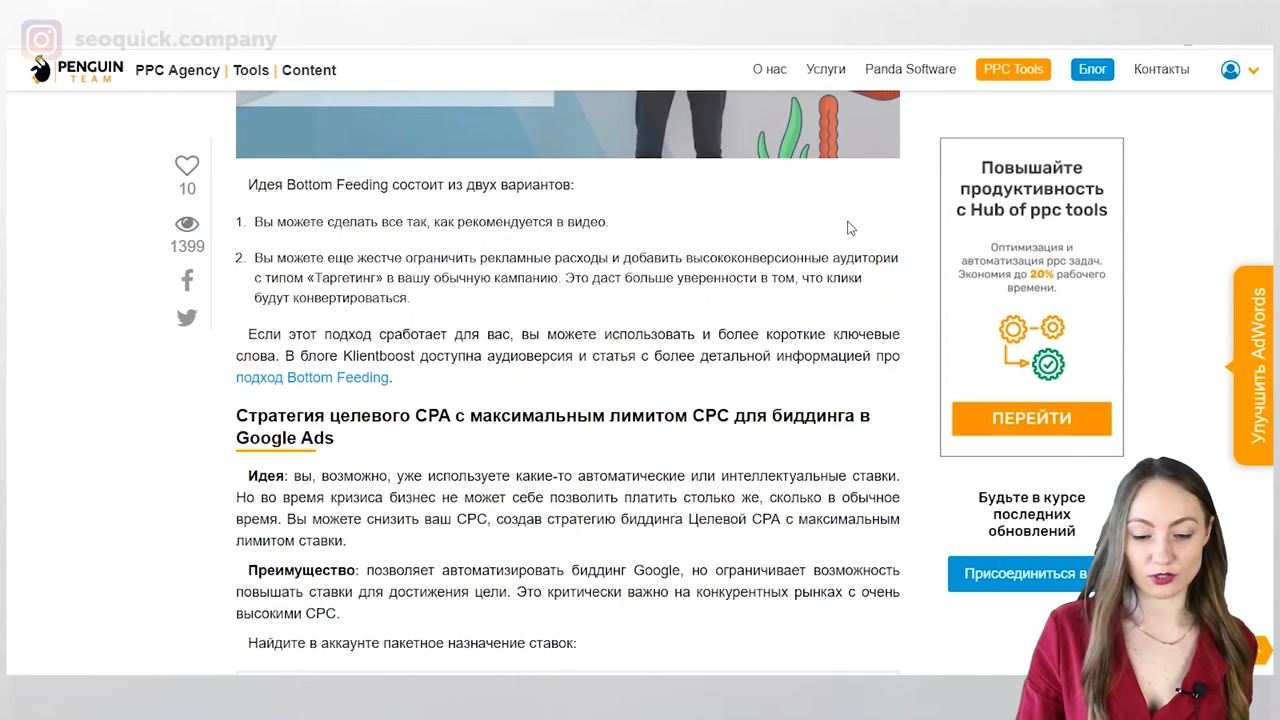 seoquick.company
PENGUIN
TEAM
PPC Agency | Tools | Content
О нас
Услуги
Panda Software
PPC Tools
Блог
Контакты
10
1399
Идея Bottom Feeding состоит из двух вариантов:
1. Вы можете сделать все так, как рекомендуется в видео.
2. Вы можете еще жестче ограничить рекламные расходы и добавить высококонверсионные аудитории
с типом «Таргетинг» в вашу обычную кампанию. Это даст больше уверенности в том, что клики
будут конвертироваться.
Если этот подход сработает для вас, вы можете использовать и более короткие ключевые
слова. В блоге Klientboost доступна аудиоверсия и статья с более детальной информацией про
подход Bottom Feeding.
Стратегия целевого CPA с максимальным лимитом CPC для биддинга в
Google Ads
Идея: вы, возможно, уже используете какие-то автоматические или интеллектуальные ставки.
Но во время кризиса бизнес не может себе позволить платить столько же, сколько в обычное
время. Вы можете снизить ваш CPC, создав стратегию биддинга Целевой CPA с максимальным
лимитом ставки.
Преимущество: позволяет автоматизировать биддинг Google, но ограничивает возможность
повышать ставки для достижения цели. Это критически важно на конкурентных рынках с очень
высокими CPC.
Найдите в аккаунте пакетное назначение ставок:
Повышайте
продуктивность
с Hub of ppc tools
Оптимизация и
автоматизация ppc задач.
Экономия до 20% рабочего
времени.
ПЕРЕЙТИ
Улучшить AdWords
Будьте в курсе
последних
обновлений
Присоединиться в